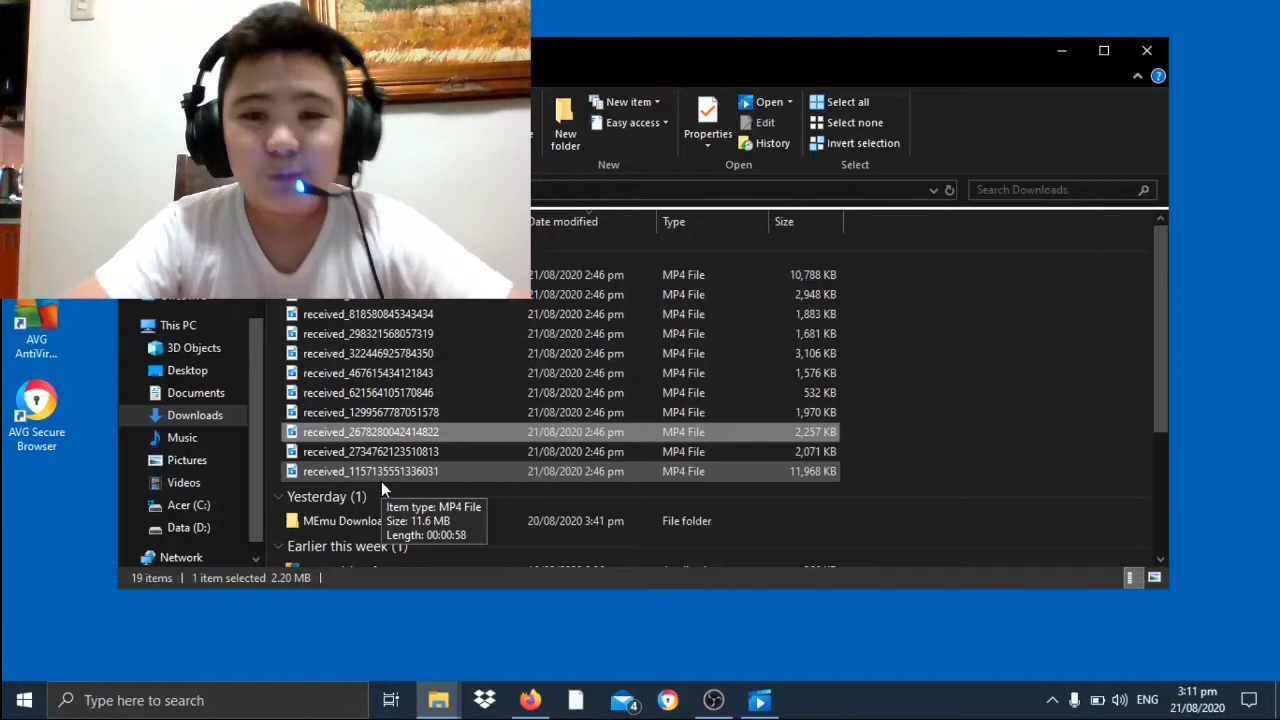 New item
Easy access
New folder
New
Properties
Open
Edit
History
Open
Select all
Select none
Invert selection
Select
Search Downloads
Date modified
Type
Size
21/08/2020 2:46 pm MP4 File 10,788 KB
21/08/2020 2:46 pm MP4 File 2,948 KB
received_818580845343434 21/08/2020 2:46 pm MP4 File 1,883 KB
received_298321568057319 21/08/2020 2:46 pm MP4 File 1,681 KB
received_322446925784350 21/08/2020 2:46 pm MP4 File 3,106 KB
received_467615434121843 21/08/2020 2:46 pm MP4 File 1,576 KB
received_621564105170846 21/08/2020 2:46 pm MP4 File 532 KB
received_1299567787051578 21/08/2020 2:46 pm MP4 File 1,970 KB
received_2678280042414822 21/08/2020 2:46 pm MP4 File 2,257 KB
received_2734762123510813 21/08/2020 2:46 pm MP4 File 2,071 KB
received_1157135551336031 21/08/2020 2:46 pm MP4 File 11,968 KB
Yesterday (1)
MEmu Downloa 20/08/2020 3:41 pm File folder
Earlier this week (1)
Item type: MP4 File
Size: 11.6 MB
Length: 00:00:58
This PC
3D Objects
Desktop
Documents
Downloads
Music
Pictures
Videos
Acer (C:)
Data (D:)
Network
19 items
1 item selected 2.20 MB
AVG
AntiVir...
AVG Secure
Browser
Type here to search
4
ENG
3:11 pm
21/08/2020